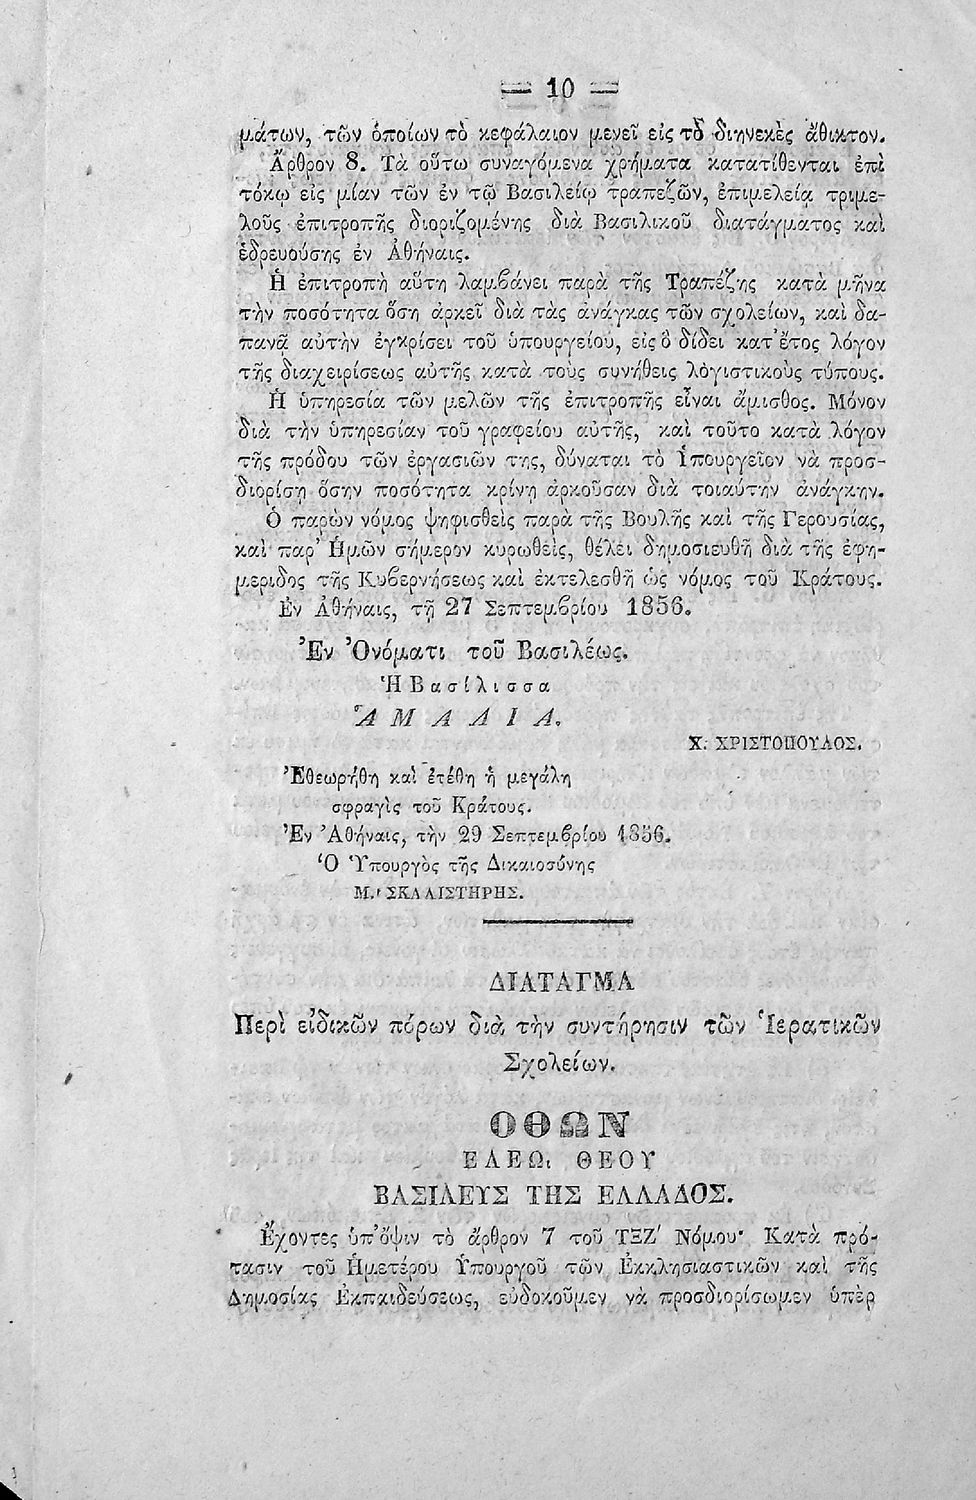 = 10 =
μάτων, τῶν ὁποίων τὸ κεφάλαιον μενεῖ εἰς τὸ διηνεκὲς ἄθικτον.
Ἄρθρον 8. Τὰ οὕτω συναγόμενα χρήματα κατατίθενται ἐπὶ
τόκῳ εἰς μίαν τῶν ἐν τῷ Βασιλείῳ τραπεζῶν, ἐπιμελείᾳ τριμε-
λοῦς ἐπιτροπῆς διοριζομένης διὰ Βασιλικοῦ διατάγματος καὶ
ἑδρευούσης ἐν Ἀθήναις.
Ἡ ἐπιτροπὴ αὕτη λαμβάνει παρὰ τῆς Τραπέζης κατὰ μῆνα
τὴν ποσότητα ὅση ἀρκεῖ διὰ τὰς ἀνάγκας τῶν σχολείων, καὶ δα-
πανᾷ αὐτὴν ἐγκρίσει τοῦ ὑπουργείου, εἰς ὃ δίδει κατ' ἔτος λόγον
τῆς διαχειρίσεως αὐτῆς κατὰ τοὺς συνήθεις λογιστικοὺς τύπους.
Ἡ ὑπηρεσία τῶν μελῶν τῆς ἐπιτροπῆς εἶναι ἄμισθος. Μόνον
διὰ τὴν ὑπηρεσίαν τοῦ γραφείου αὐτῆς, καὶ τοῦτο κατὰ λόγον
τῆς πρόδου τῶν ἐργασιῶν της, δύναται τὸ Ὑπουργεῖον νὰ προσ-
διορίσῃ ὅσην ποσότητα κρίνῃ ἀρκοῦσαν διὰ τοιαύτην ἀνάγκην.
Ὁ παρὼν νόμος ψηφισθεὶς παρὰ τῆς Βουλῆς καὶ τῆς Γερουσίας,
καὶ παρ' Ἡμῶν σήμερον κυρωθεὶς, θέλει δημοσιευθῆ διὰ τῆς ἐφη-
μερίδος τῆς Κυβερνήσεως καὶ ἐκτελεσθῆ ὡς νόμος τοῦ Κράτους.
Ἐν Ἀθήναις, τῇ 27 Σεπτεμβρίου 1856.
Ἐν Ὀνόματι τοῦ Βασιλέως.
Ἡ Βασίλισσα
ἈΜΑΛΙΑ.
Χ. ΧΡΙΣΤΟΠΟΥΛΟΣ.
Ἐθεωρήθη καὶ ἐτέθη ἡ μεγάλη
σφραγὶς τοῦ Κράτους.
Ἐν Ἀθήναις, τὴν 29 Σεπτεμβρίου 1856.
Ὁ Ὑπουργὸς τῆς Δικαιοσύνης
Μ. ΣΚΑΛΙΣΤΗΡΗΣ.
ΔΙΑΤΑΓΜΑ
Περὶ εἰδικῶν πόρων διὰ τὴν συντήρησιν τῶν Ἱερατικῶν
Σχολείων.
ΟΘΩΝ
ΕΛΕΩι ΘΕΟΥ
ΒΑΣΙΛΕΥΣ ΤΗΣ ΕΛΛΑΔΟΣ.
Ἔχοντες ὑπ' ὄψιν τὸ ἄρθρον 7 τοῦ ΤΞΖ' Νόμου· Κατὰ πρό-
τασιν τοῦ Ἡμετέρου Ὑπουργοῦ τῶν Ἐκκλησιαστικῶν καὶ τῆς
Δημοσίας Ἐκπαιδεύσεως, εὐδοκοῦμεν νὰ προσδιορίσωμεν ὑπὲρ